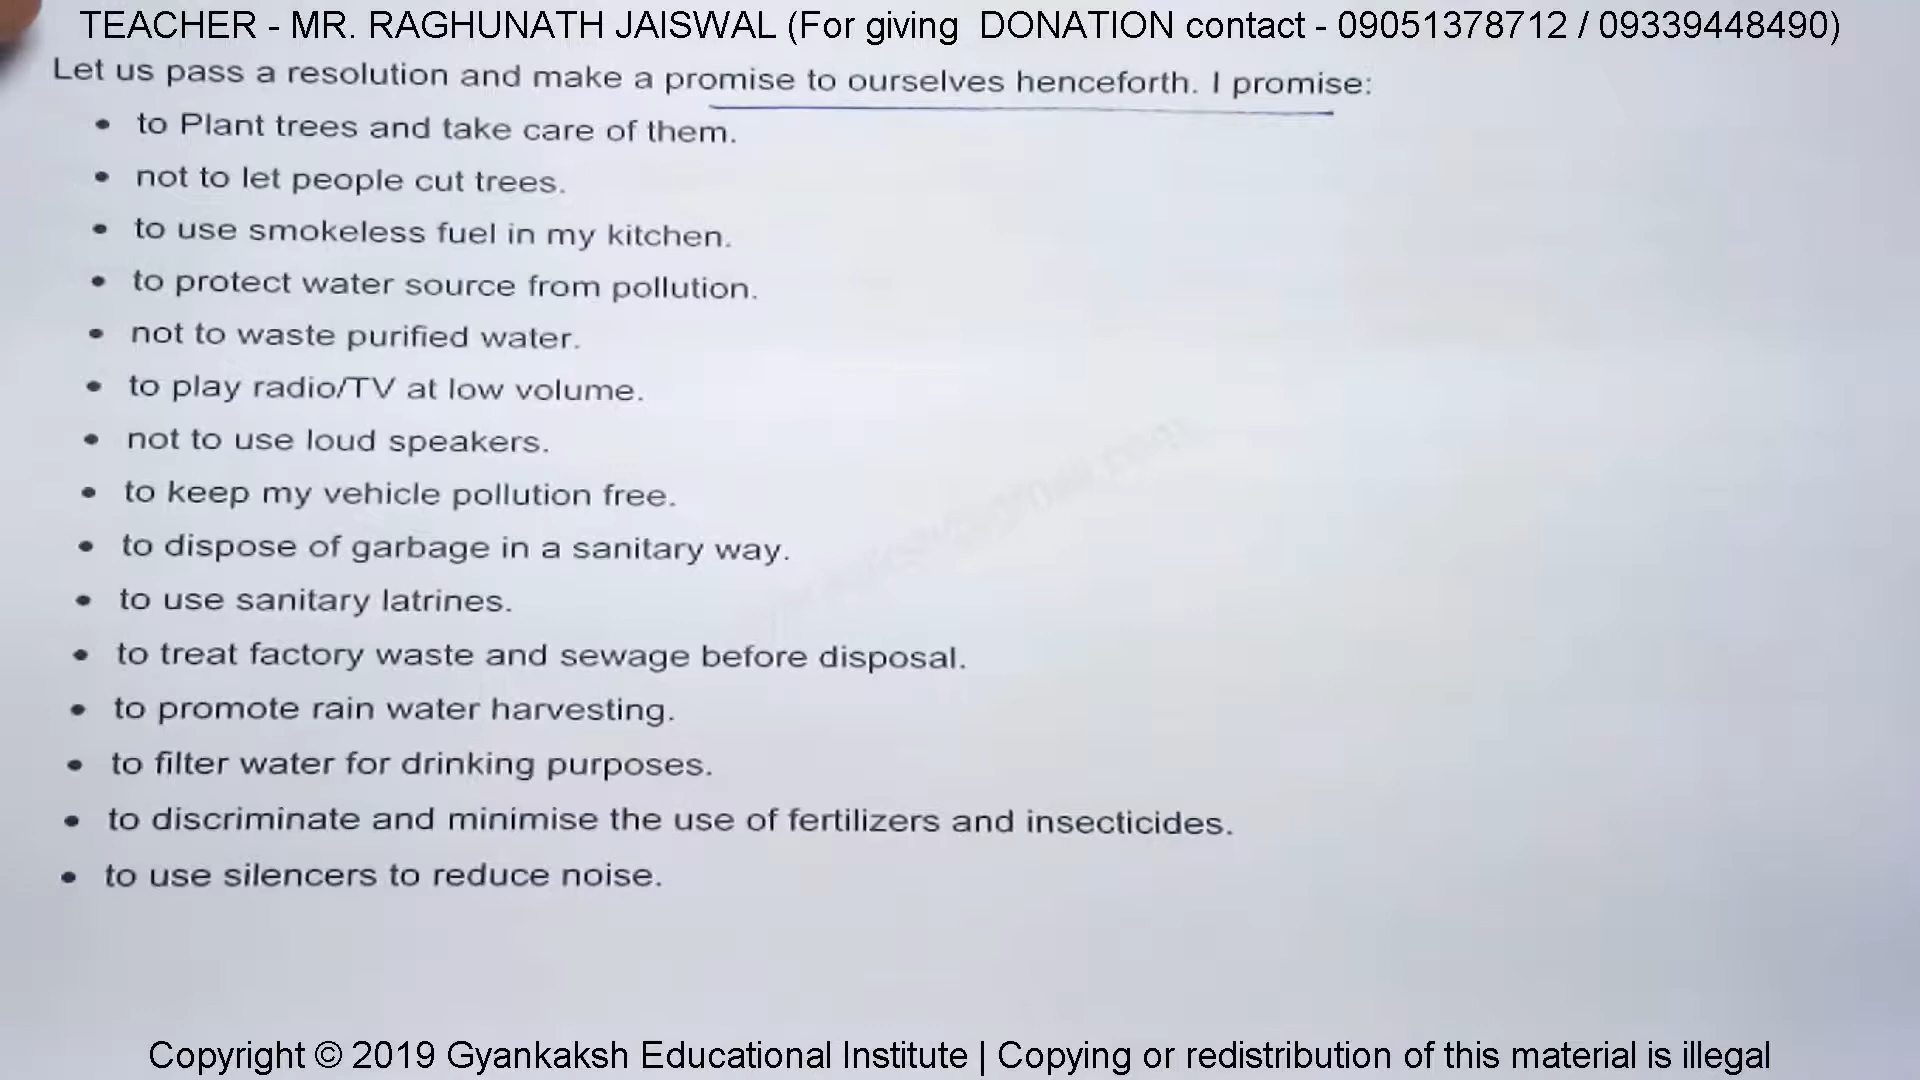 TEACHER - MR. RAGHUNATH JAISWAL (For giving DONATION contact - 09051378712 / 09339448490)
Let us pass a resolution and make a promise to ourselves henceforth. I promise:
• to Plant trees and take care of them.
• not to let people cut trees.
• to use smokeless fuel in my kitchen.
• to protect water source from pollution.
• not to waste purified water.
• to play radio/TV at low volume.
• not to use loud speakers.
• to keep my vehicle pollution free.
• to dispose of garbage in a sanitary way.
• to use sanitary latrines.
• to treat factory waste and sewage before disposal.
• to promote rain water harvesting.
• to filter water for drinking purposes.
• to discriminate and minimise the use of fertilizers and insecticides.
• to use silencers to reduce noise.
Copyright © 2019 Gyankaksh Educational Institute | Copying or redistribution of this material is illegal